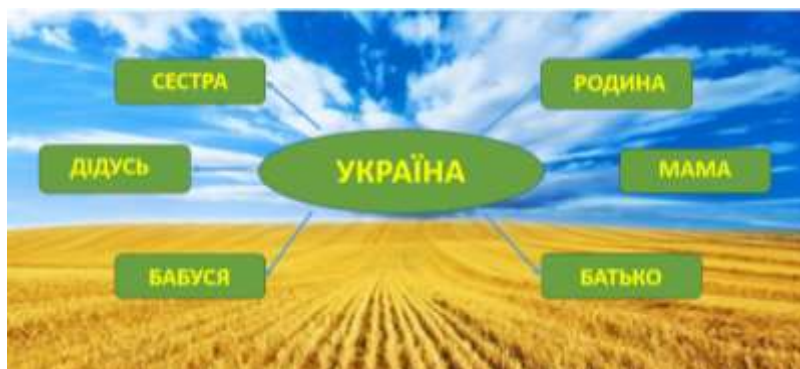 СЕСТРА
РОДИНА
ДІДУСЬ
УКРАЇНА
МАМА
БАБУСЯ
БАТЬКО